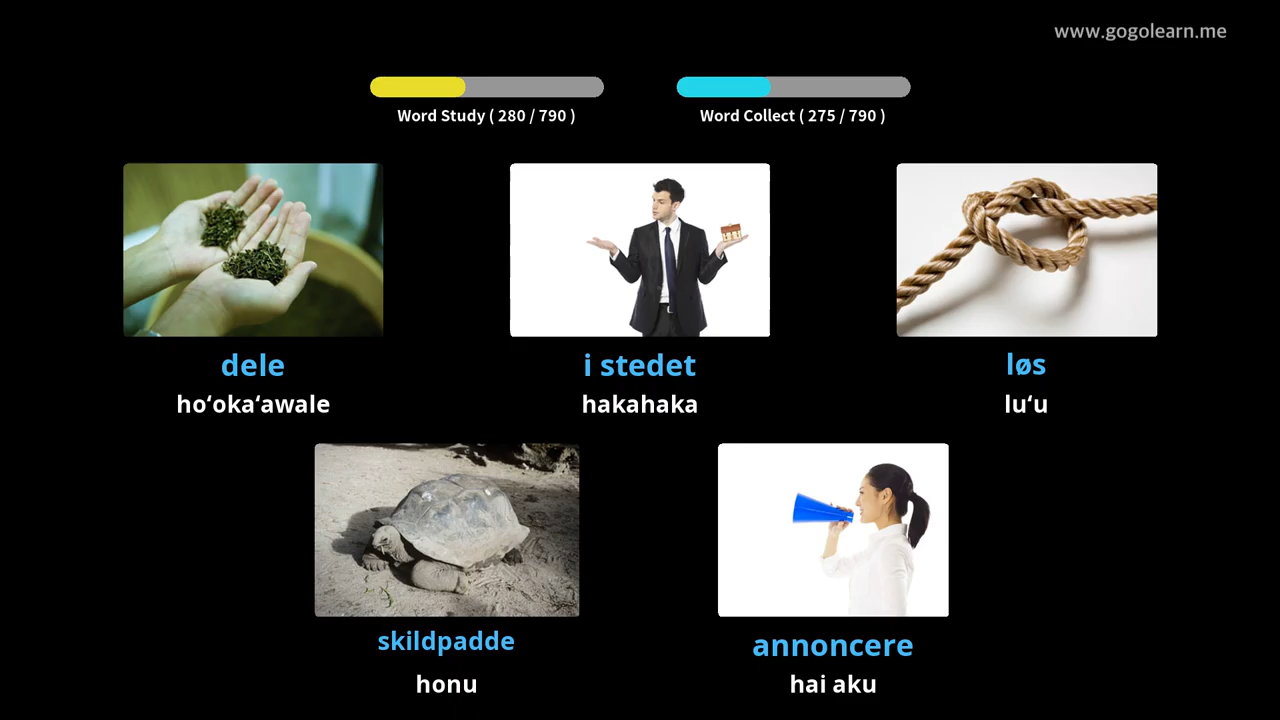 www.gogolearn.me
Word Study ( 280 / 790 )
Word Collect ( 275 / 790 )
dele
hoʻokaʻawale
i stedet
hakahaka
løs
luʻu
skildpadde
honu
annoncere
hai aku